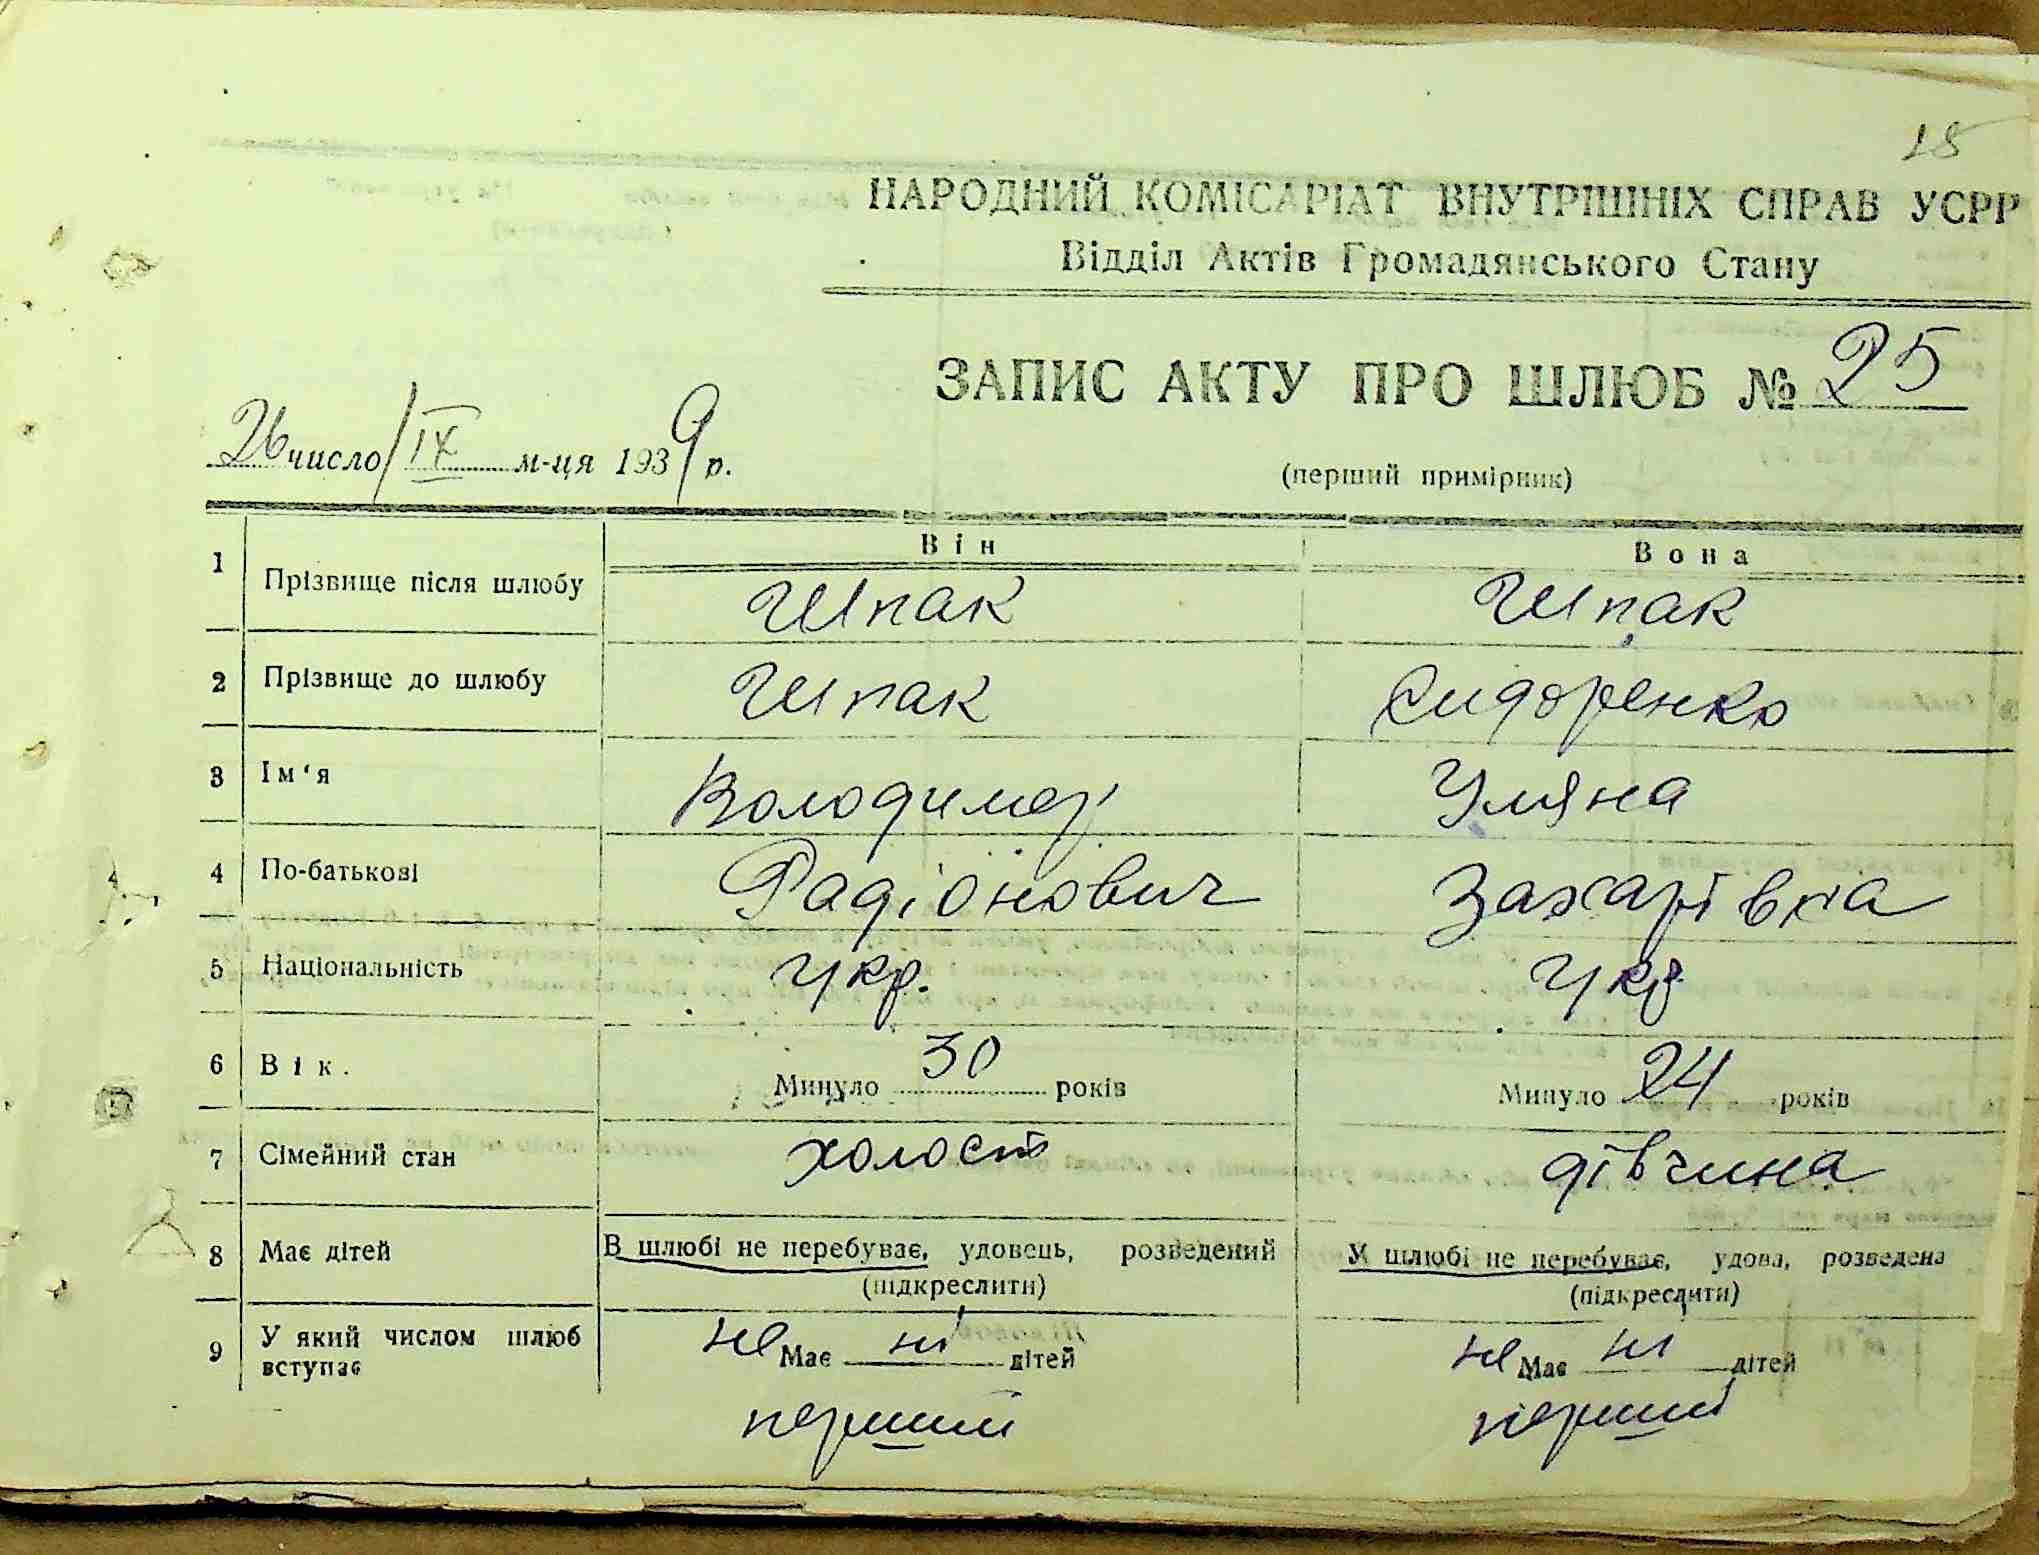 18
НАРОДНИЙ КОМІСАРІАТ ВНУТРІШНІХ СПРАВ УСРР
Відділ Актів Громадянського Стану
ЗАПИС АКТУ ПРО ШЛЮБ № 25
26 число/ IX м-ця 1939 р.
(перший примірник)
Він Вона
1 Прізвище після шлюбу Шпак Шпак
2 Прізвище до шлюбу Шпак Сидоренко
3 Ім‘я Володимер Уляна
4 По-батькові Радіонович Захарівна
5 Національність Укр. Укр.
6 Вік. Минуло 30 років Минуло 24 років
7 Сімейний стан холост дівчина
8 Має дітей В шлюбі не перебуває, удовець, розведений У шлюбі не перебуває, удова, розведена
(підкреслити) (підкреслити)
9 У який числом шлюб вступає не Має ні дітей не Має ні дітей
перший перший